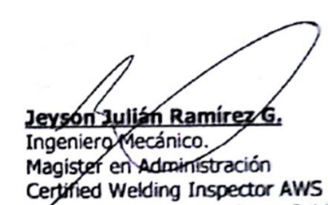 Jeyson Julián Ramírez G.
Ingeniero Mecánico.
Magister en Administración
Certified Welding Inspector AWS